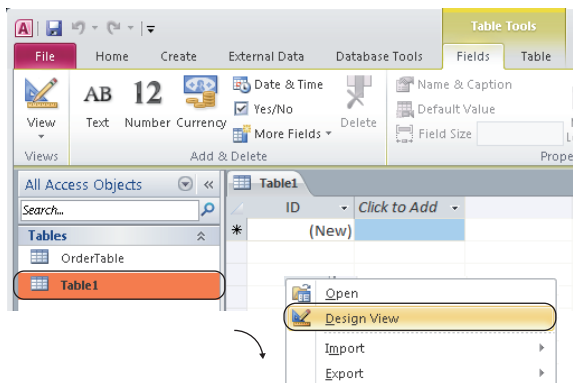 Table Tools
File Home Create External Data Database Tools Fields Table
View
Views
AB Text
12 Number
Currency
Date & Time
Yes/No
More Fields
Delete
Add & Delete
Name & Caption
Default Value
Field Size
Prope
All Access Objects
Search...
Tables
OrderTable
Table1
Table1
ID Click to Add
(New)
Open
Design View
Import
Export